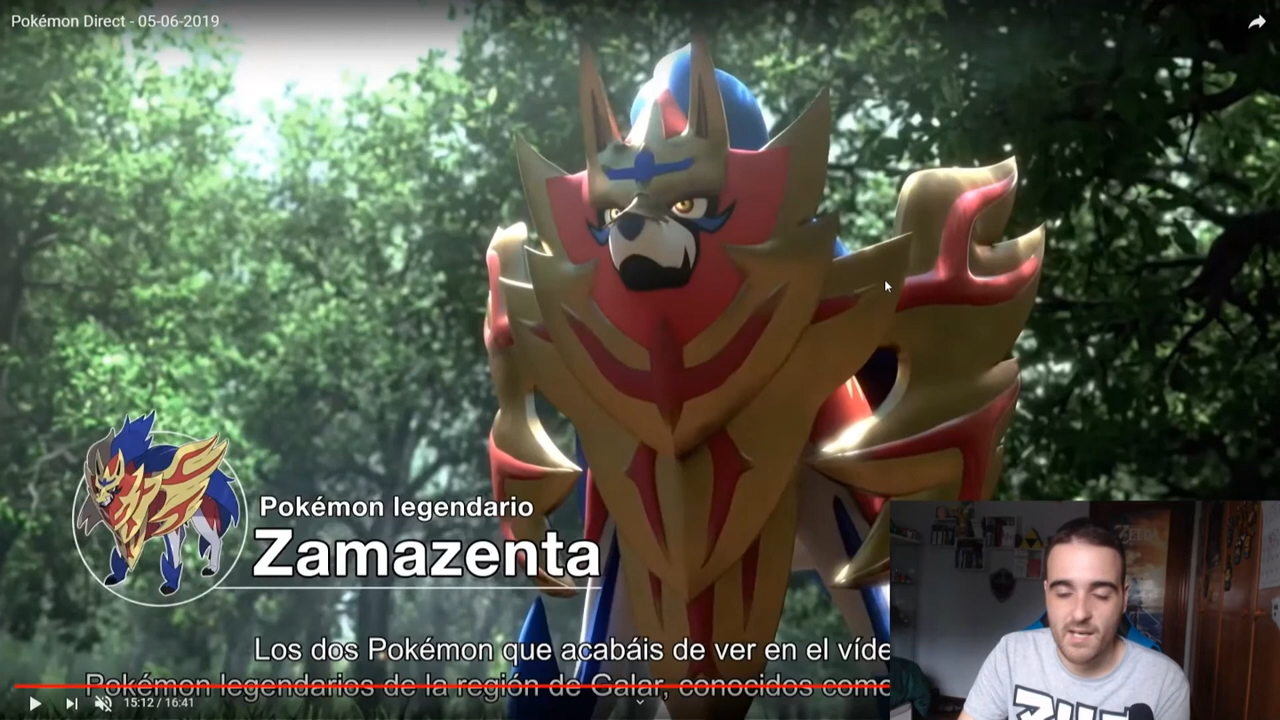 Pokémon Direct - 05-06-2019
Pokémon legendario
Zamazenta
Los dos Pokémon que acabáis de ver en el víde
Pokémon legendarios de la región de Galar, conocidos como
15:12 / 16:41
ZELDA